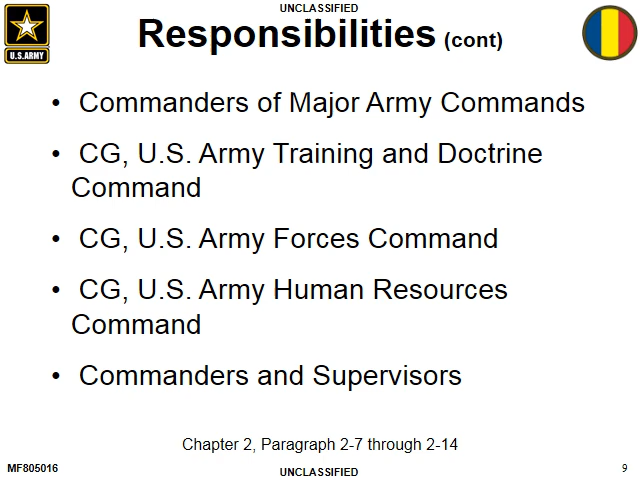 UNCLASSIFIED
Responsibilities (cont)
U.S. ARMY
• Commanders of Major Army Commands
• CG, U.S. Army Training and Doctrine
Command
• CG, U.S. Army Forces Command
• CG, U.S. Army Human Resources
Command
• Commanders and Supervisors
Chapter 2, Paragraph 2-7 through 2-14
MF805016
UNCLASSIFIED
9